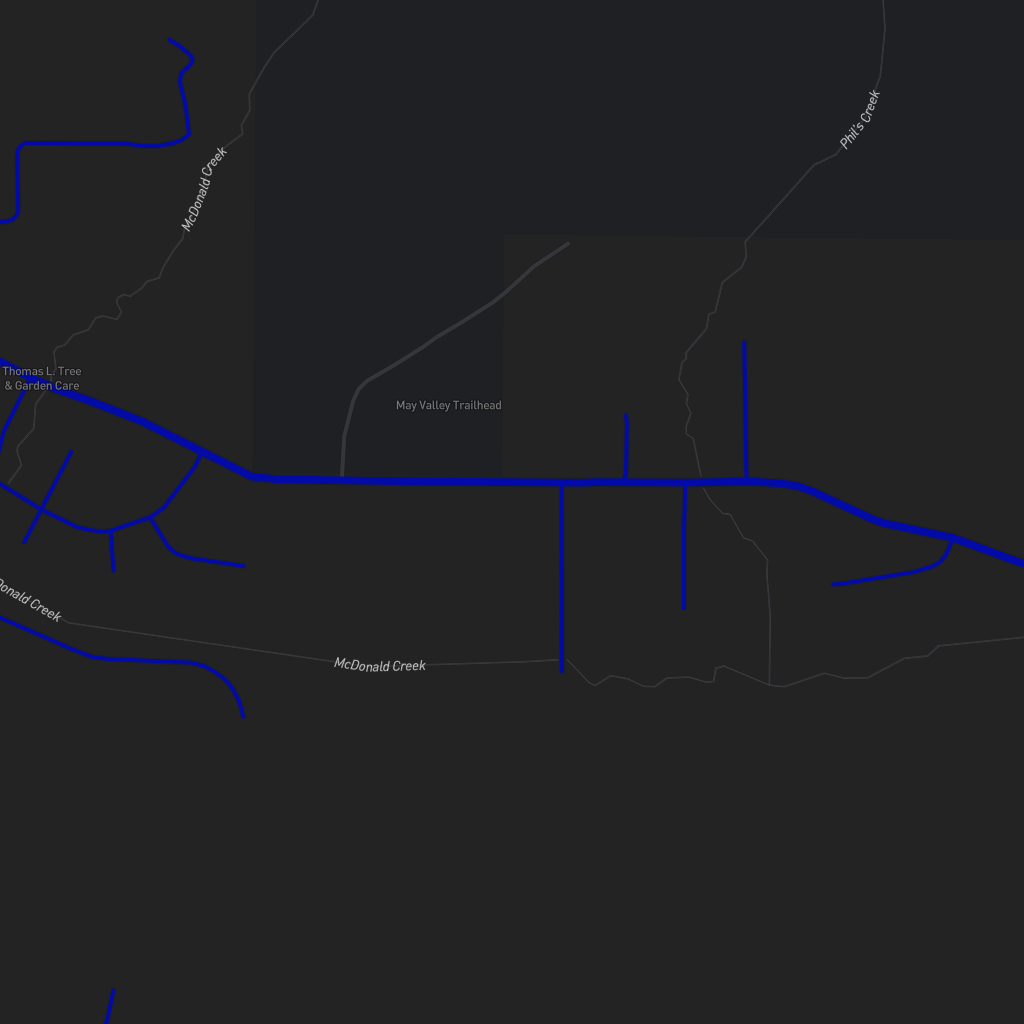 Phil's Creek
McDonald Creek
Thomas L. Tree
& Garden Care
May Valley Trailhead
Donald Creek
McDonald Creek